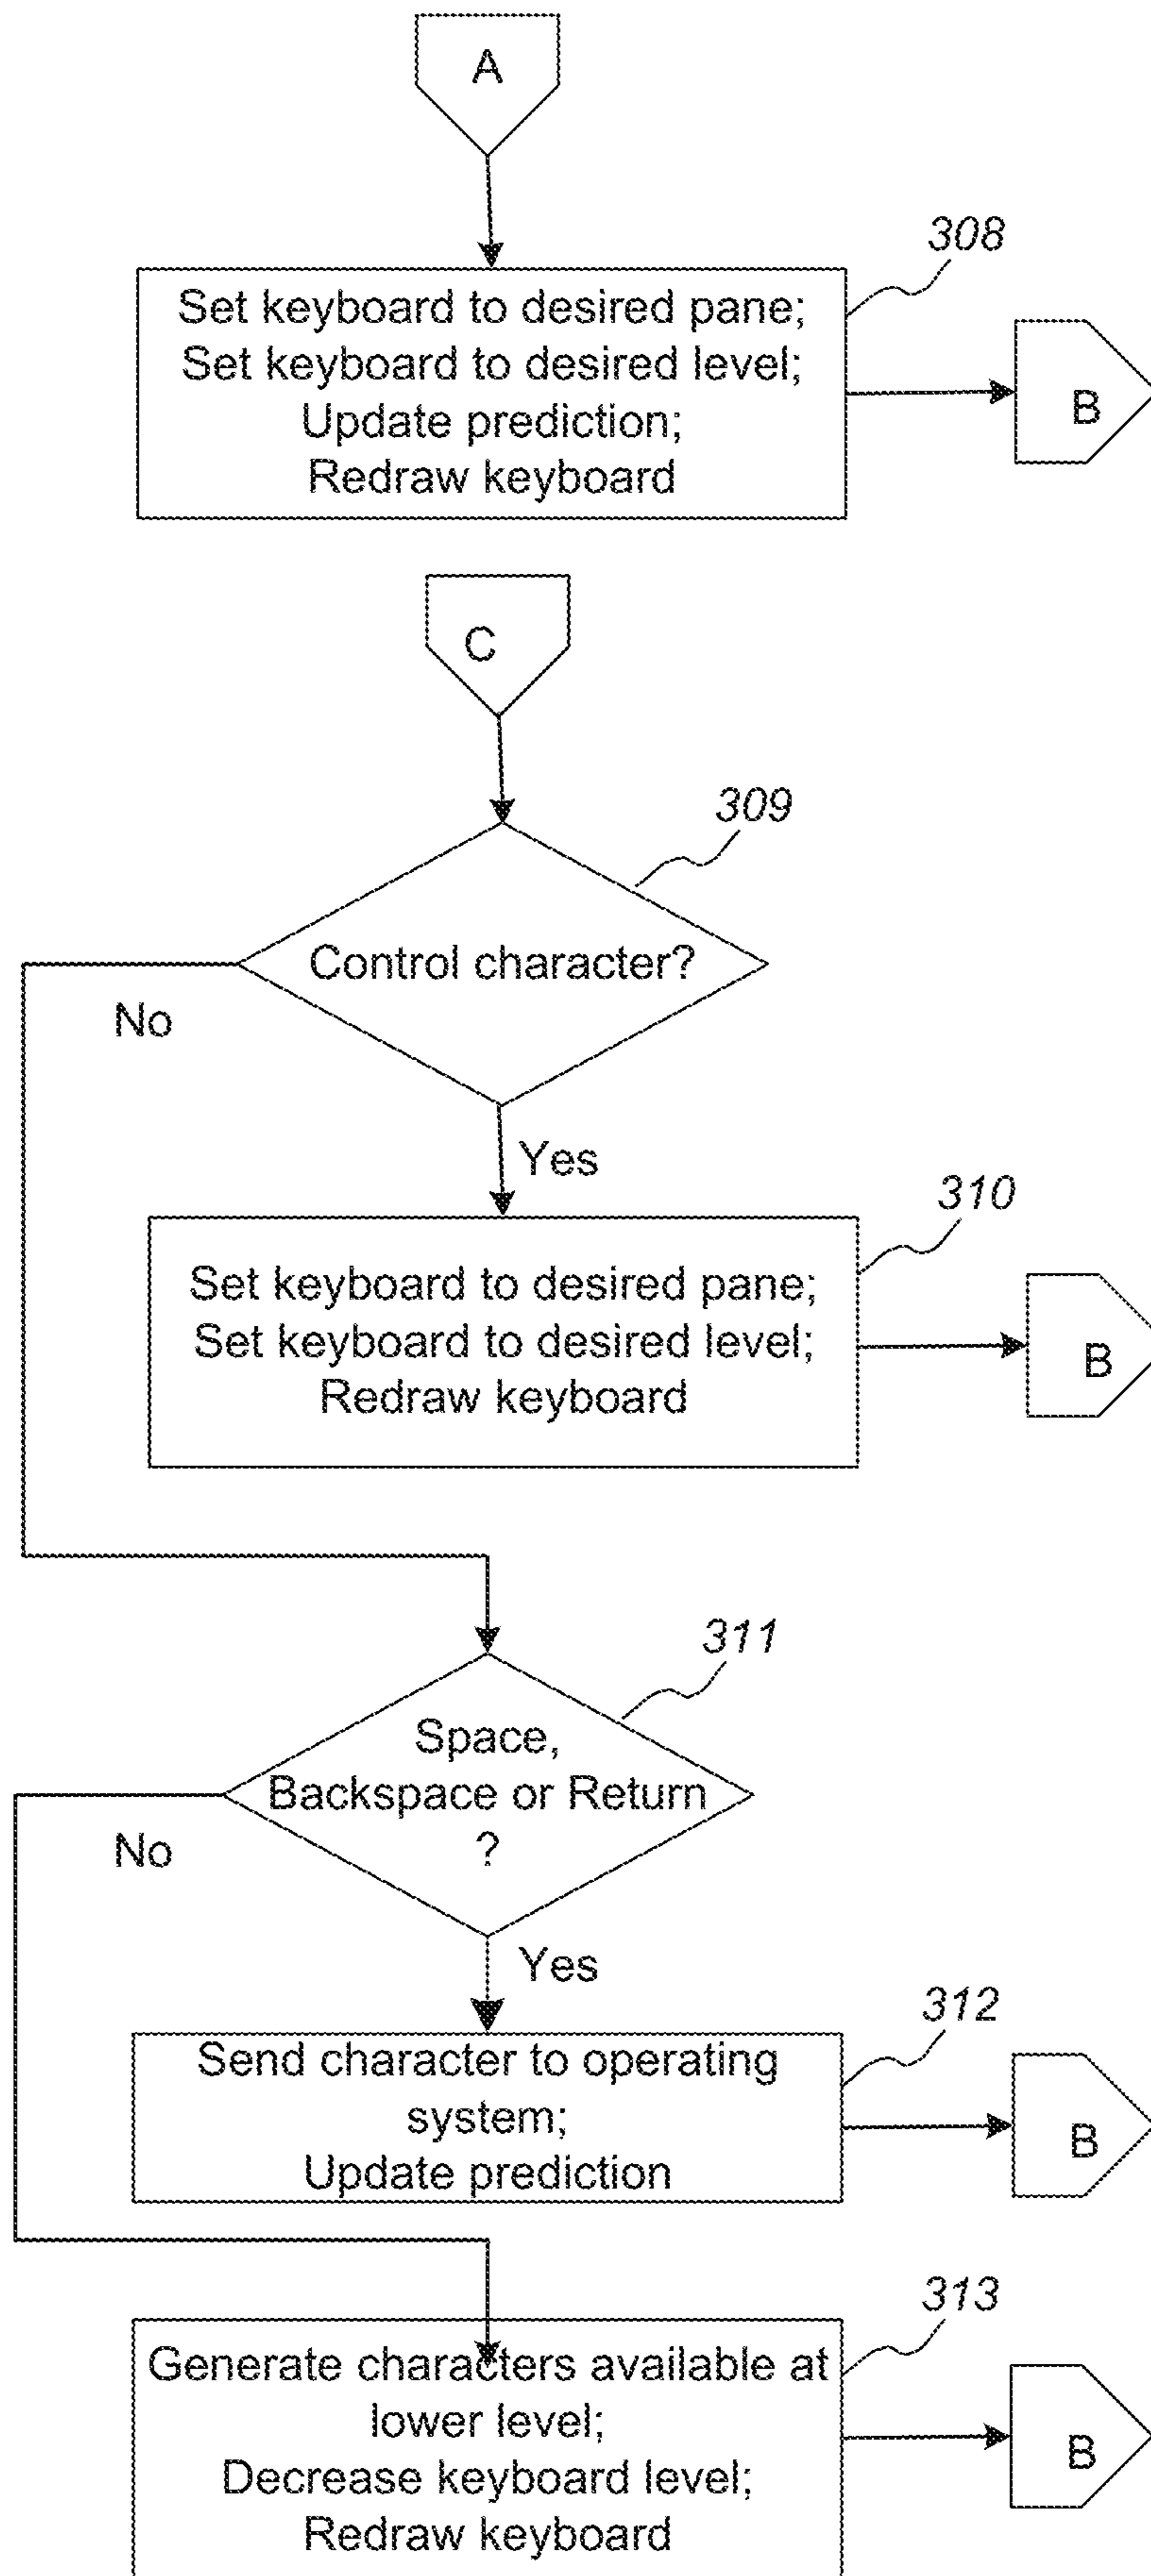 A
308
Set keyboard to desired pane;
Set keyboard to desired level;
Update prediction;
Redraw keyboard
B
C
309
Control character?
No
Yes
310
Set keyboard to desired pane;
Set keyboard to desired level;
Redraw keyboard
B
311
Space,
Backspace or Return
?
No
Yes
312
Send character to operating
system;
Update prediction
B
313
Generate characters available at
lower level;
Decrease keyboard level;
Redraw keyboard
B